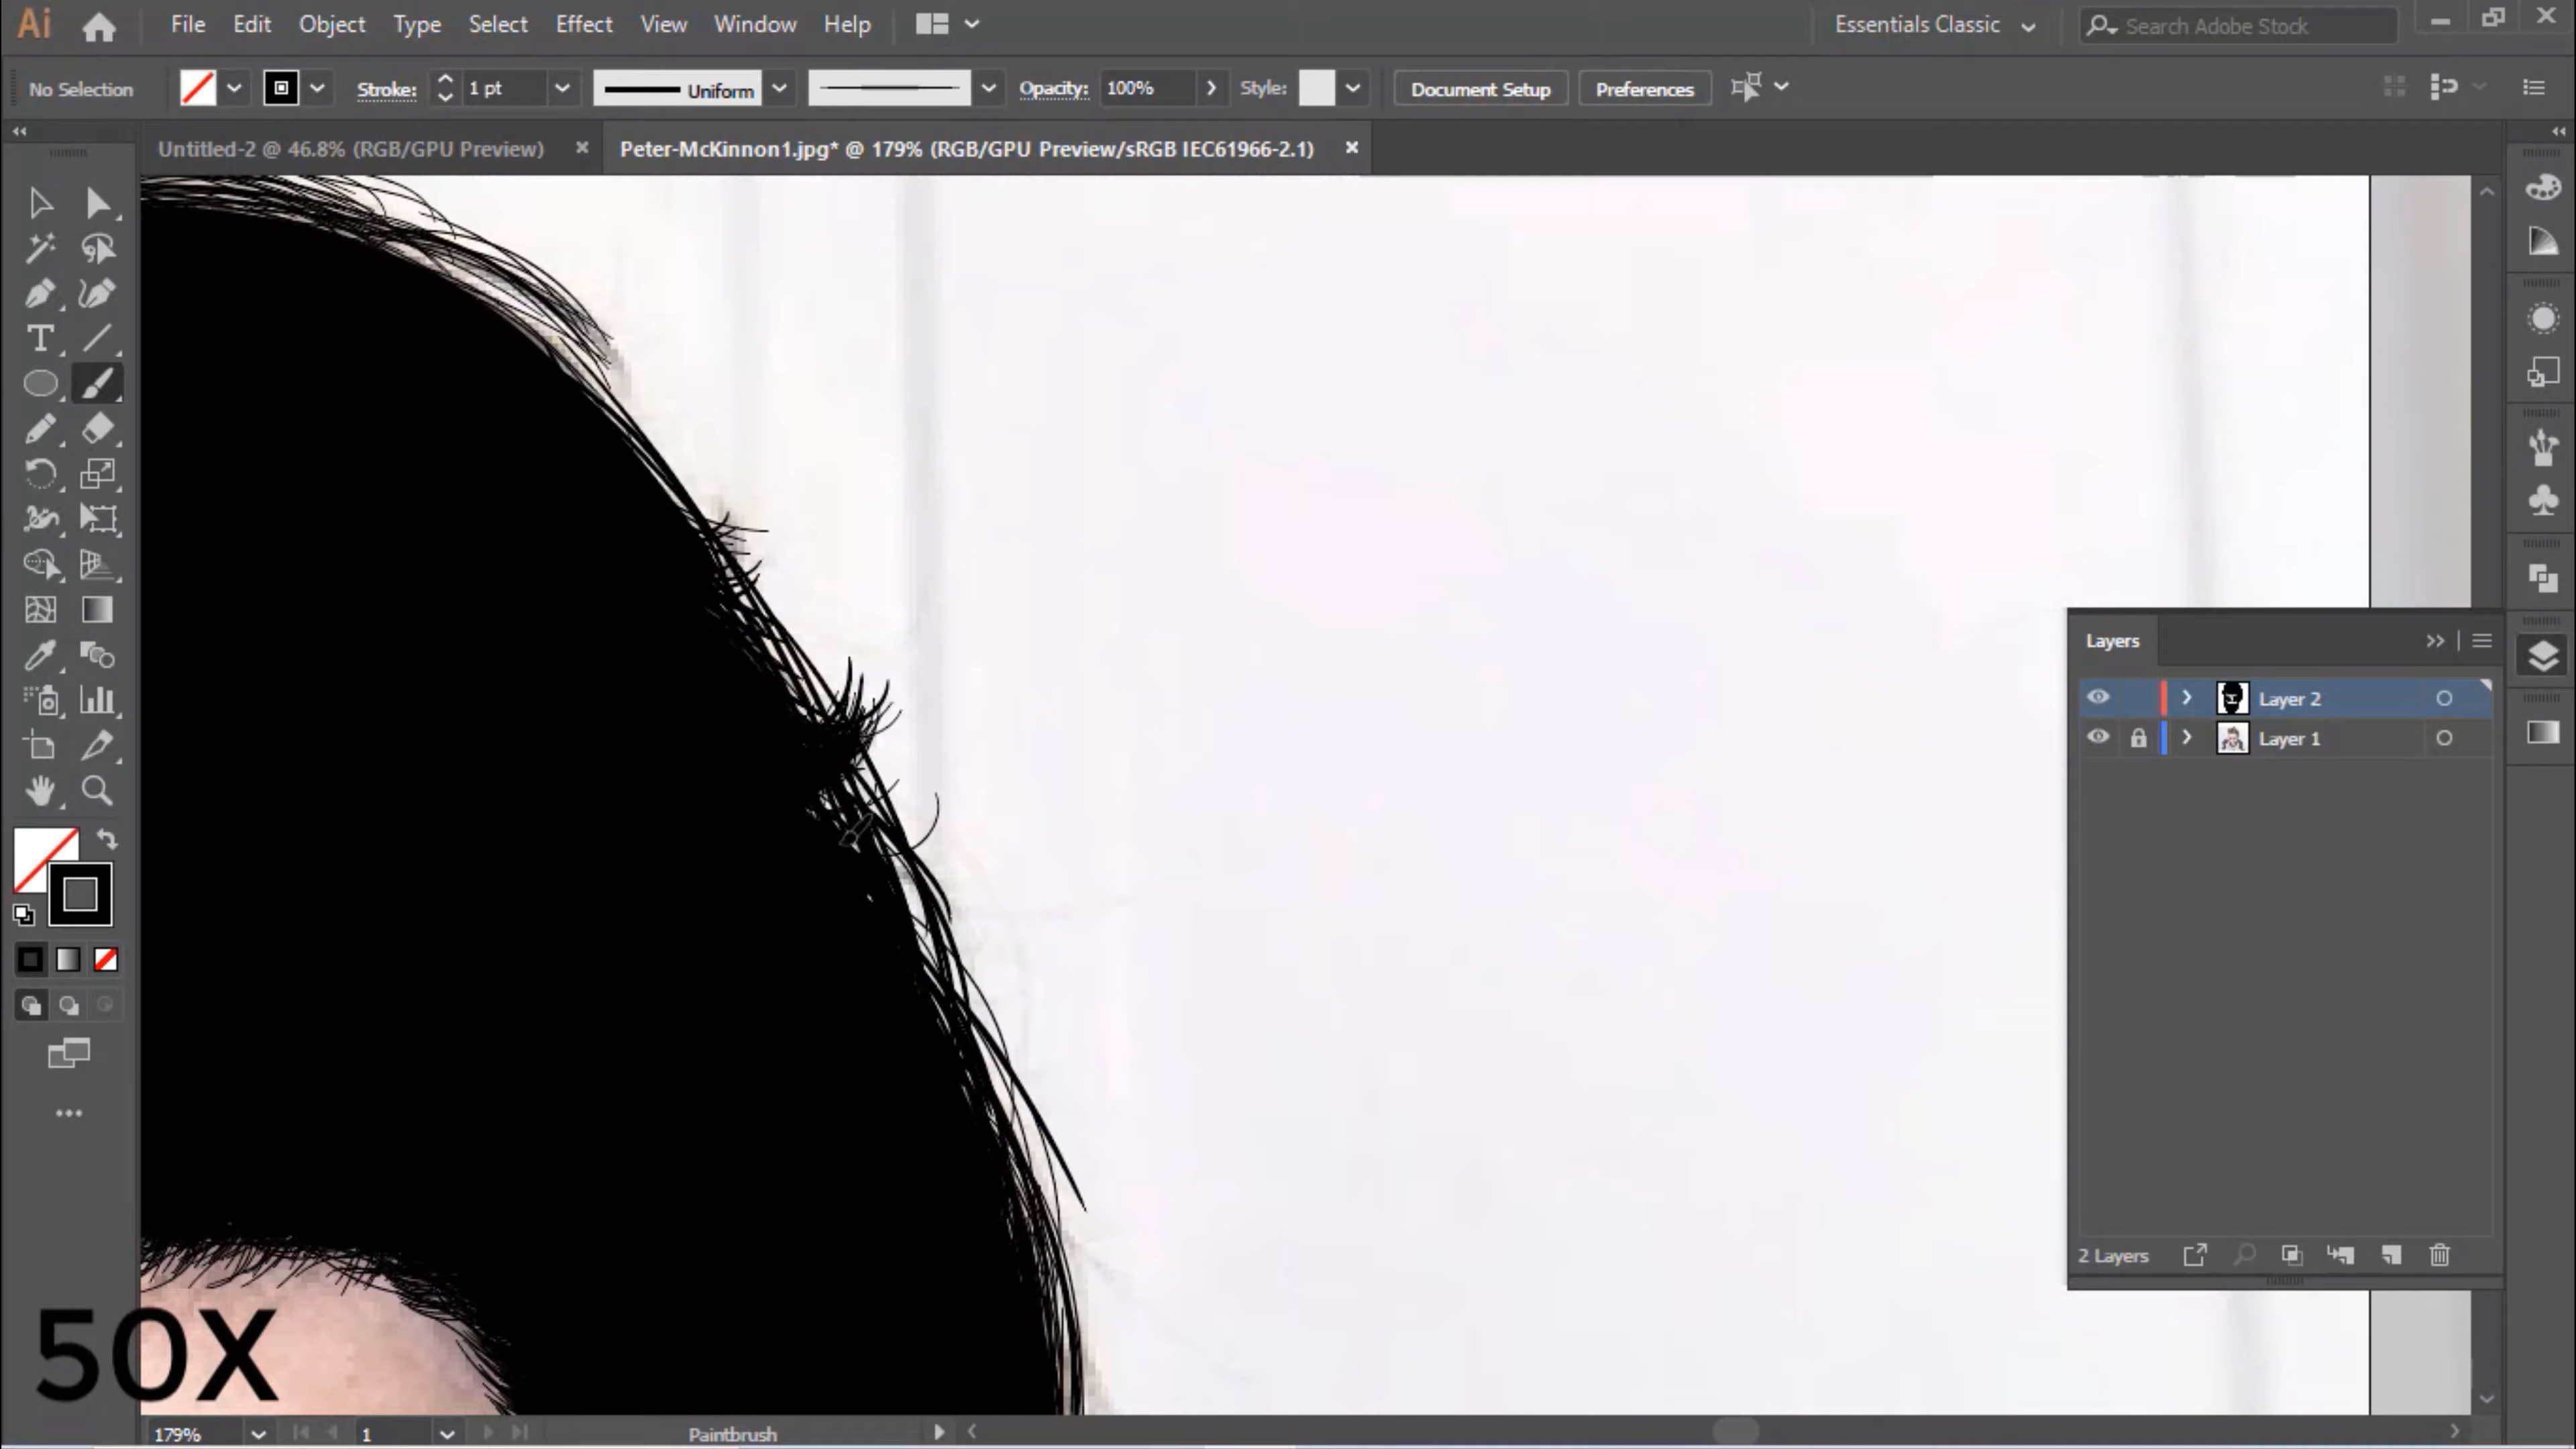 Ai File Edit Object Type Select Effect View Window Help Essentials Classic Search Adobe Stock
No Selection Stroke: 1 pt Uniform Opacity: 100% Style: Document Setup Preferences
Untitled-2 @ 46.8% (RGB/GPU Preview) Peter-McKinnon1.jpg* @ 179% (RGB/GPU Preview/sRGB IEC61966-2.1)
Layers
Layer 2
Layer 1
2 Layers
50X
179% 1 Paintbrush